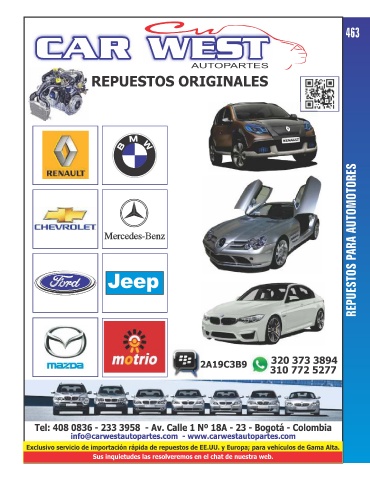 463
CAR WEST
AUTOPARTES
REPUESTOS ORIGINALES
RENAULT
BMW
CHEVROLET
Mercedes-Benz
Ford
Jeep
mazda
motrio
2A19C3B9
320 373 3894
310 772 5277
REPUESTOS PARA AUTOMOTORES
Tel: 408 0836 - 233 3958 - Av. Calle 1 Nº 18A - 23 - Bogotá - Colombia
info@carwestautopartes.com - www.carwestautopartes.com
Exclusivo servicio de importación rápida de repuestos de EE.UU. y Europa; para vehículos de Gama Alta.
Sus inquietudes las resolveremos en el chat de nuestra web.